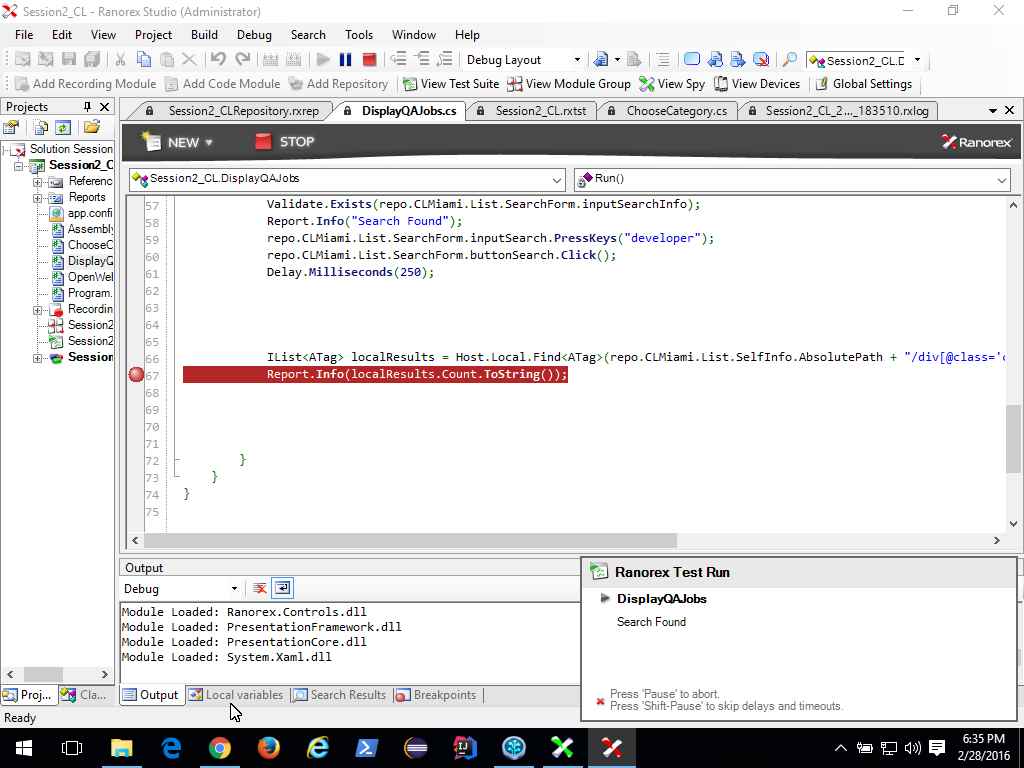 Session2_CL - Ranorex Studio (Administrator)
File Edit View Project Build Debug Search Tools Window Help
Debug Layout Session2_CL.D
Add Recording Module Add Code Module Add Repository View Test Suite View Module Group View Spy View Devices Global Settings
Projects
Session2_CLRepository.rxrep DisplayQAJobs.cs Session2_CL.rxtst ChooseCategory.cs Session2_CL_2..._183510.rxlog
NEW STOP Ranorex
Solution Session
Session2_C
Referenc
Reports
app.confi
Assembly
ChooseC
DisplayQ
OpenWel
Program.
Recordin
Session2
Session2
Session
Session2_CL.DisplayQAJobs Run()
57 Validate.Exists(repo.CLMiami.List.SearchForm.inputSearchInfo);
58 Report.Info("Search Found");
59 repo.CLMiami.List.SearchForm.inputSearch.PressKeys("developer");
60 repo.CLMiami.List.SearchForm.buttonSearch.Click();
61 Delay.Milliseconds(250);
62
63
64
65
66 IList<ATag> localResults = Host.Local.Find<ATag>(repo.CLMiami.List.SelfInfo.AbsolutePath + "/div[@class='c
67 Report.Info(localResults.Count.ToString());
68
69
70
71
72 }
73 }
74 }
75
Output
Debug
Module Loaded: Ranorex.Controls.dll
Module Loaded: PresentationFramework.dll
Module Loaded: PresentationCore.dll
Module Loaded: System.Xaml.dll
Ranorex Test Run
DisplayQAJobs
Search Found
Press 'Pause' to abort.
Press 'Shift-Pause' to skip delays and timeouts.
Proj... Cla... Output Local variables Search Results Breakpoints
Ready
6:35 PM
2/28/2016